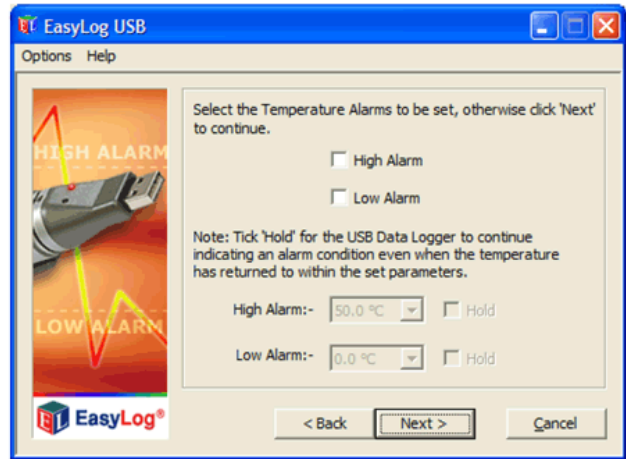 EasyLog USB
Options Help
HIGH ALARM
LOW ALARM
EL EasyLog®
Select the Temperature Alarms to be set, otherwise click 'Next'
to continue.
High Alarm
Low Alarm
Note: Tick 'Hold' for the USB Data Logger to continue
indicating an alarm condition even when the temperature
has returned to within the set parameters.
High Alarm:- 50.0 ºC Hold
Low Alarm:- 0.0 ºC Hold
< Back Next > Cancel